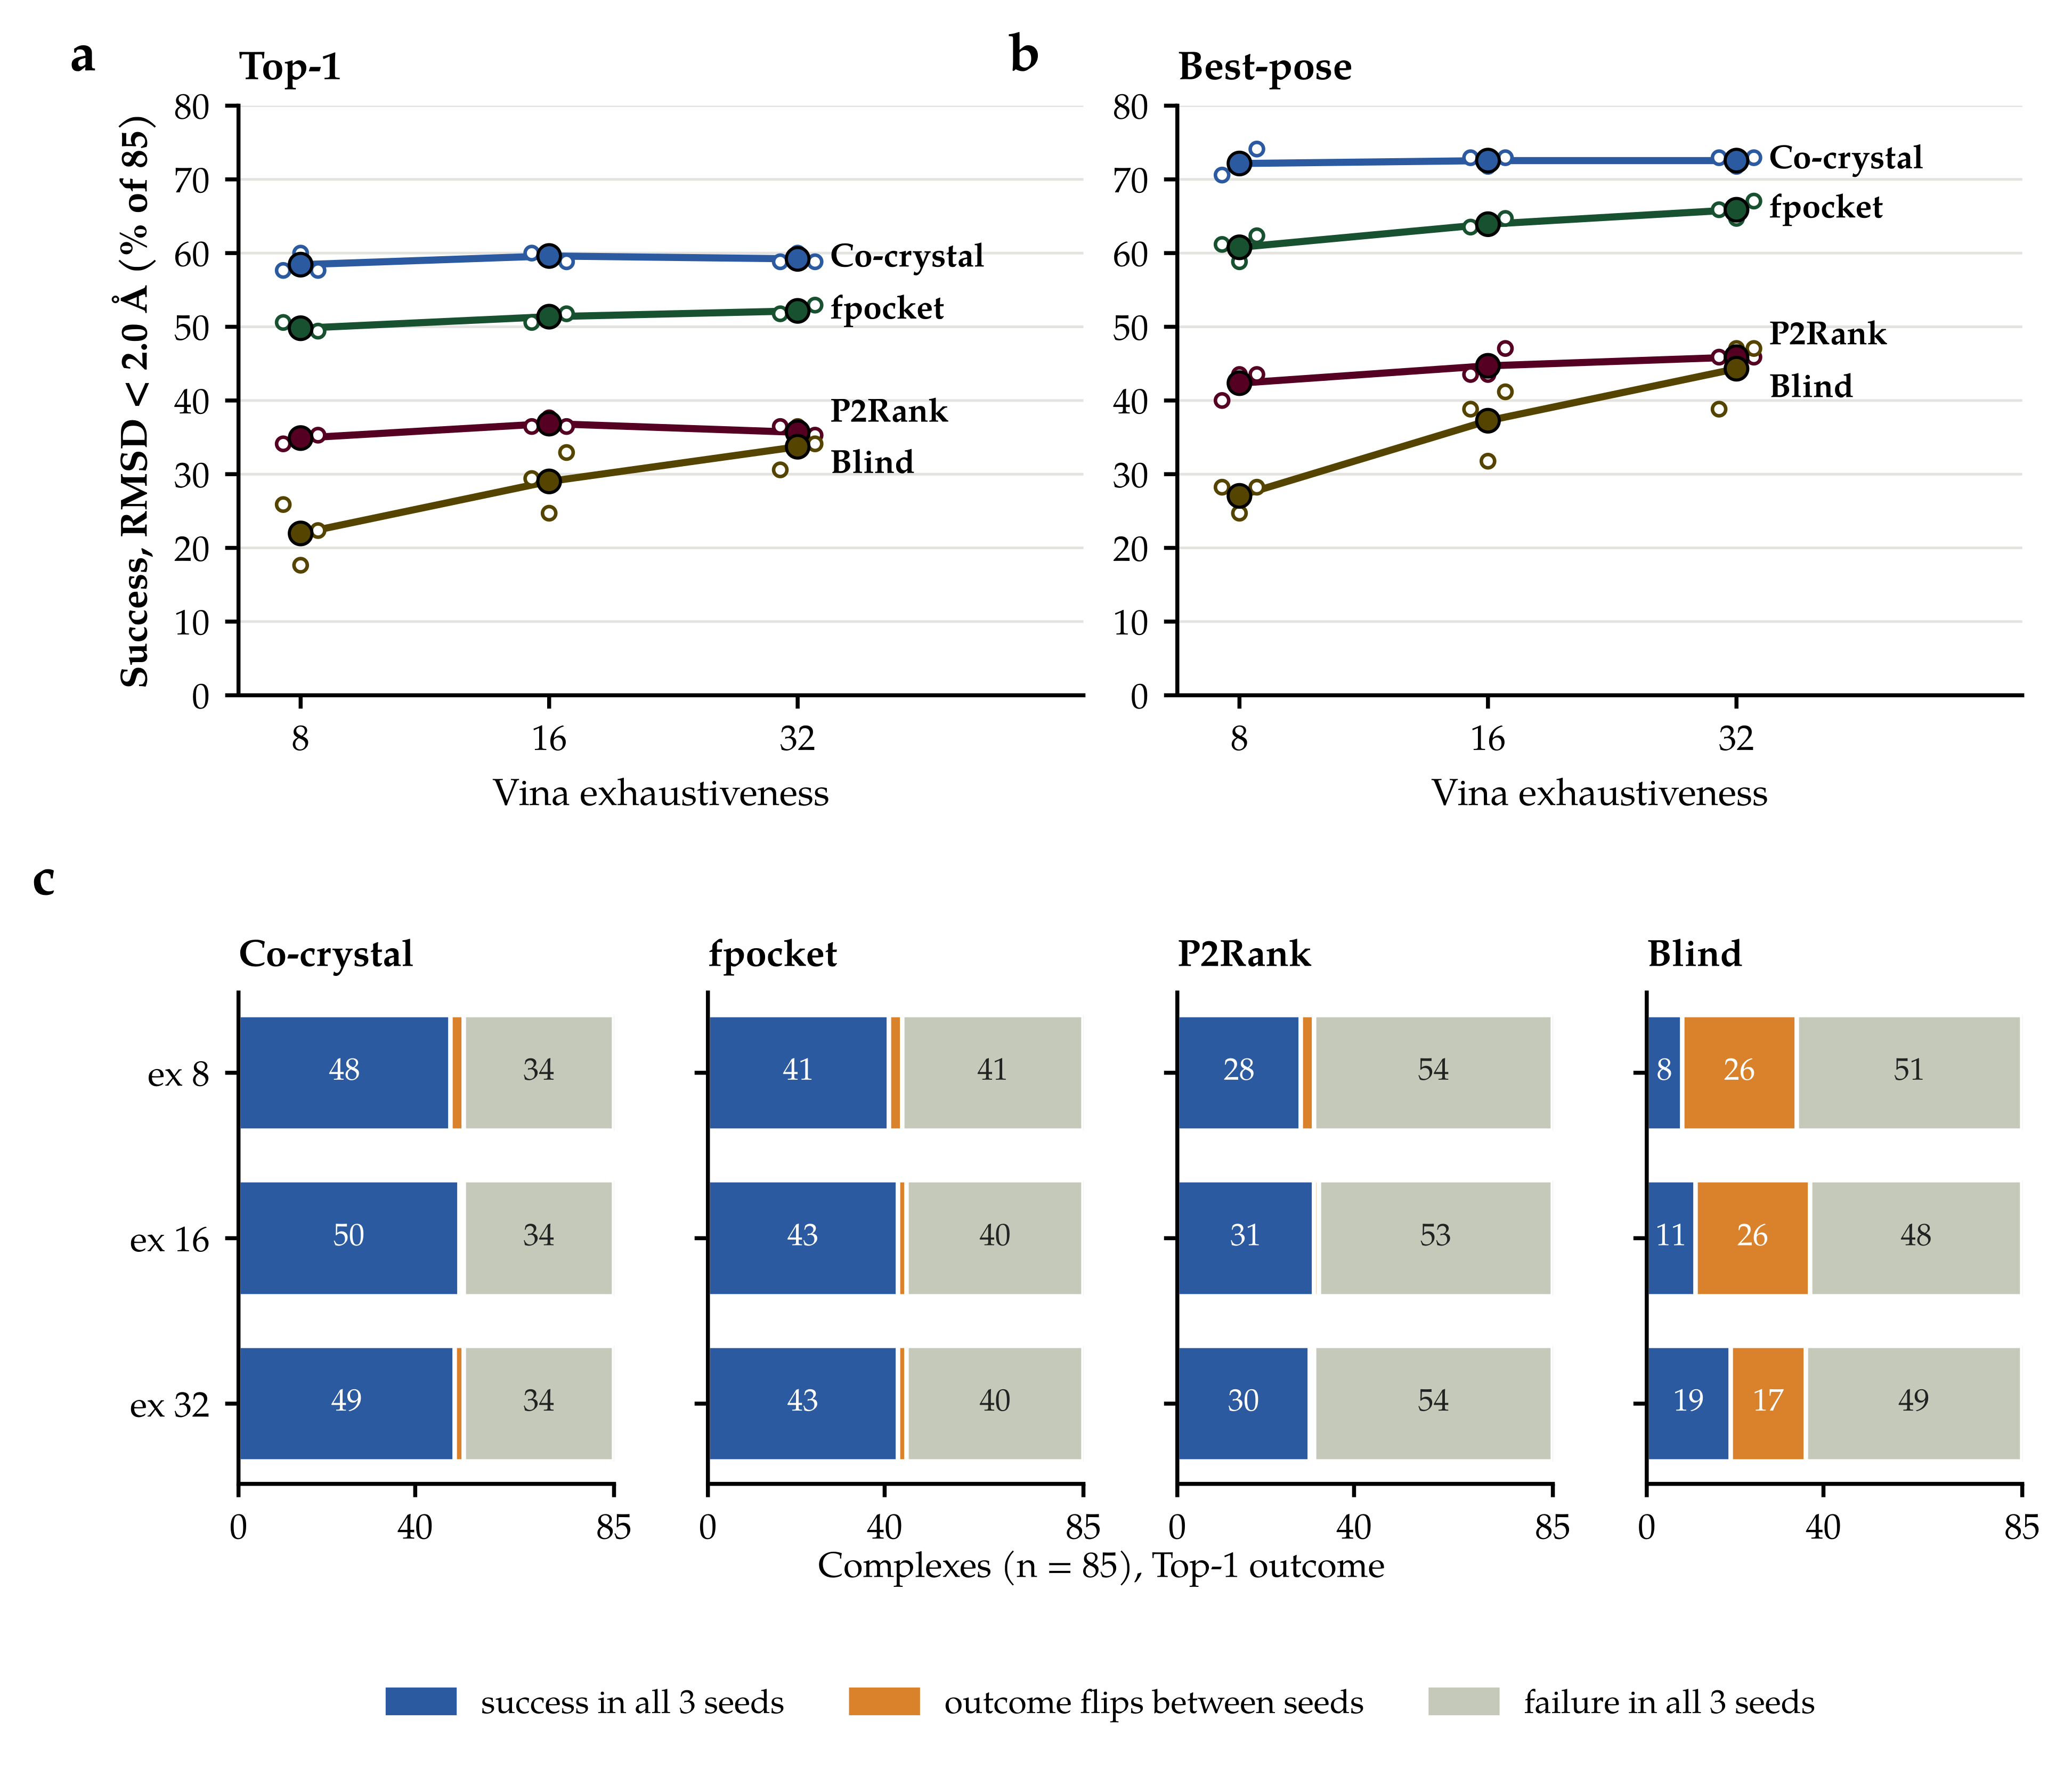 a
Top-1
Success, RMSD < 2.0 Å (% of 85)
80
70
60
50
40
30
20
10
0
Co-crystal
fpocket
P2Rank
Blind
8 16 32
Vina exhaustiveness
b
Best-pose
80
70
60
50
40
30
20
10
0
Co-crystal
fpocket
P2Rank
Blind
8 16 32
Vina exhaustiveness
c
Co-crystal fpocket P2Rank Blind
ex 8 48 34 41 41 28 54 8 26 51
ex 16 50 34 43 40 31 53 11 26 48
ex 32 49 34 43 40 30 54 19 17 49
0 40 85 0 40 85 0 40 85 0 40 85
Complexes (n = 85), Top-1 outcome
success in all 3 seeds outcome flips between seeds failure in all 3 seeds